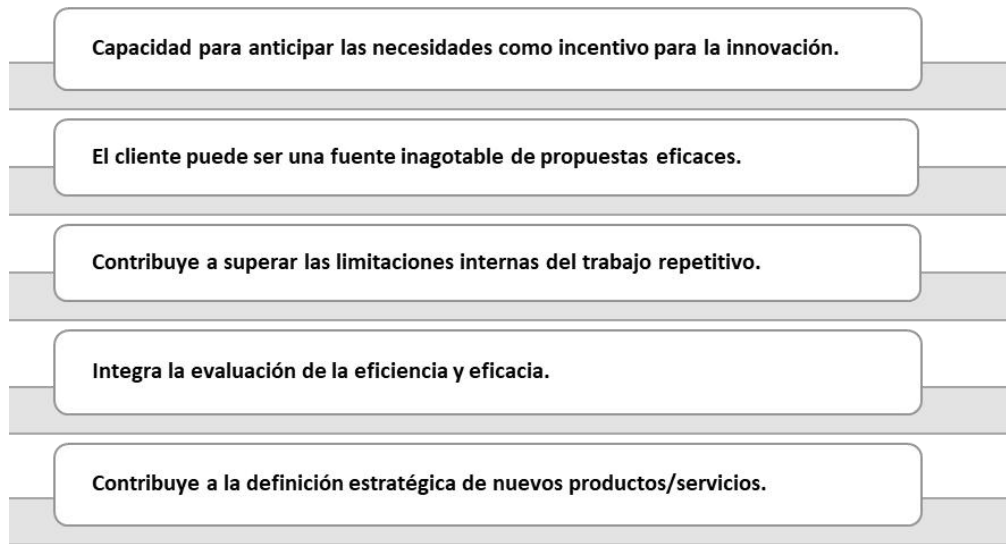 Capacidad para anticipar las necesidades como incentivo para la innovación.
El cliente puede ser una fuente inagotable de propuestas eficaces.
Contribuye a superar las limitaciones internas del trabajo repetitivo.
Integra la evaluación de la eficiencia y eficacia.
Contribuye a la definición estratégica de nuevos productos/servicios.